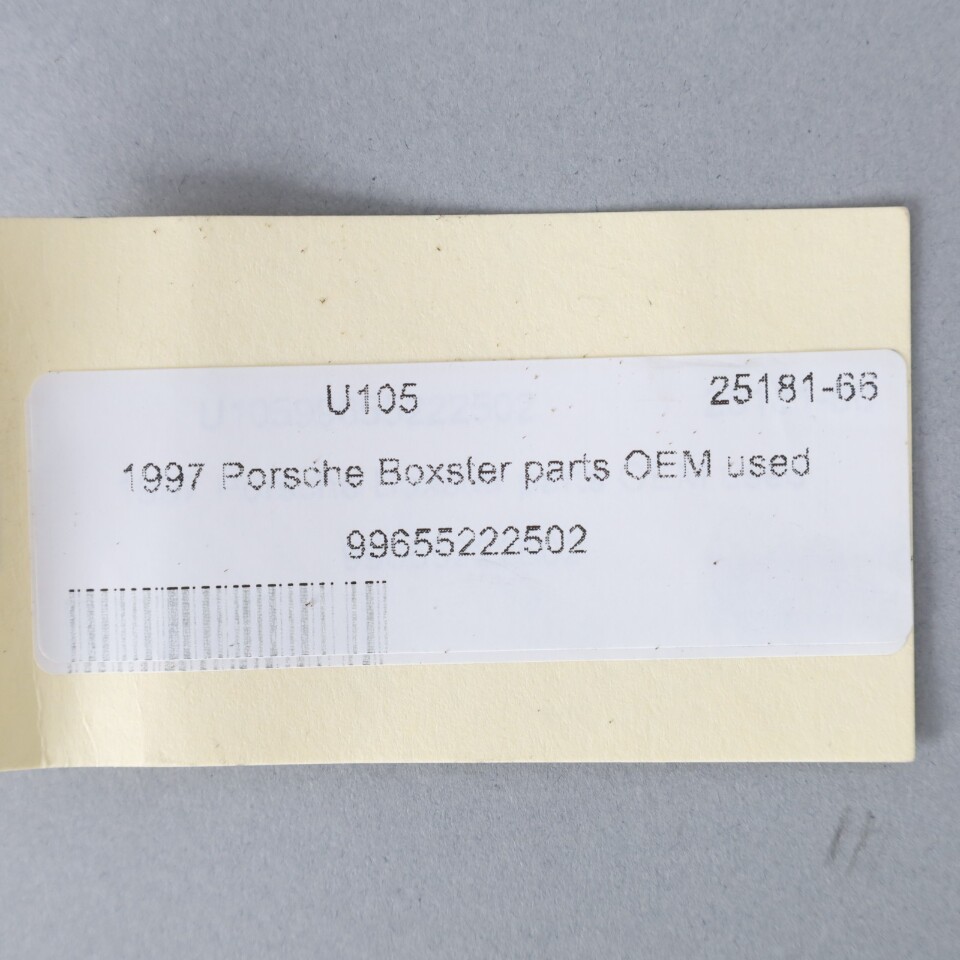 U105 25181-66
1997 Porsche Boxster parts OEM used
99655222502